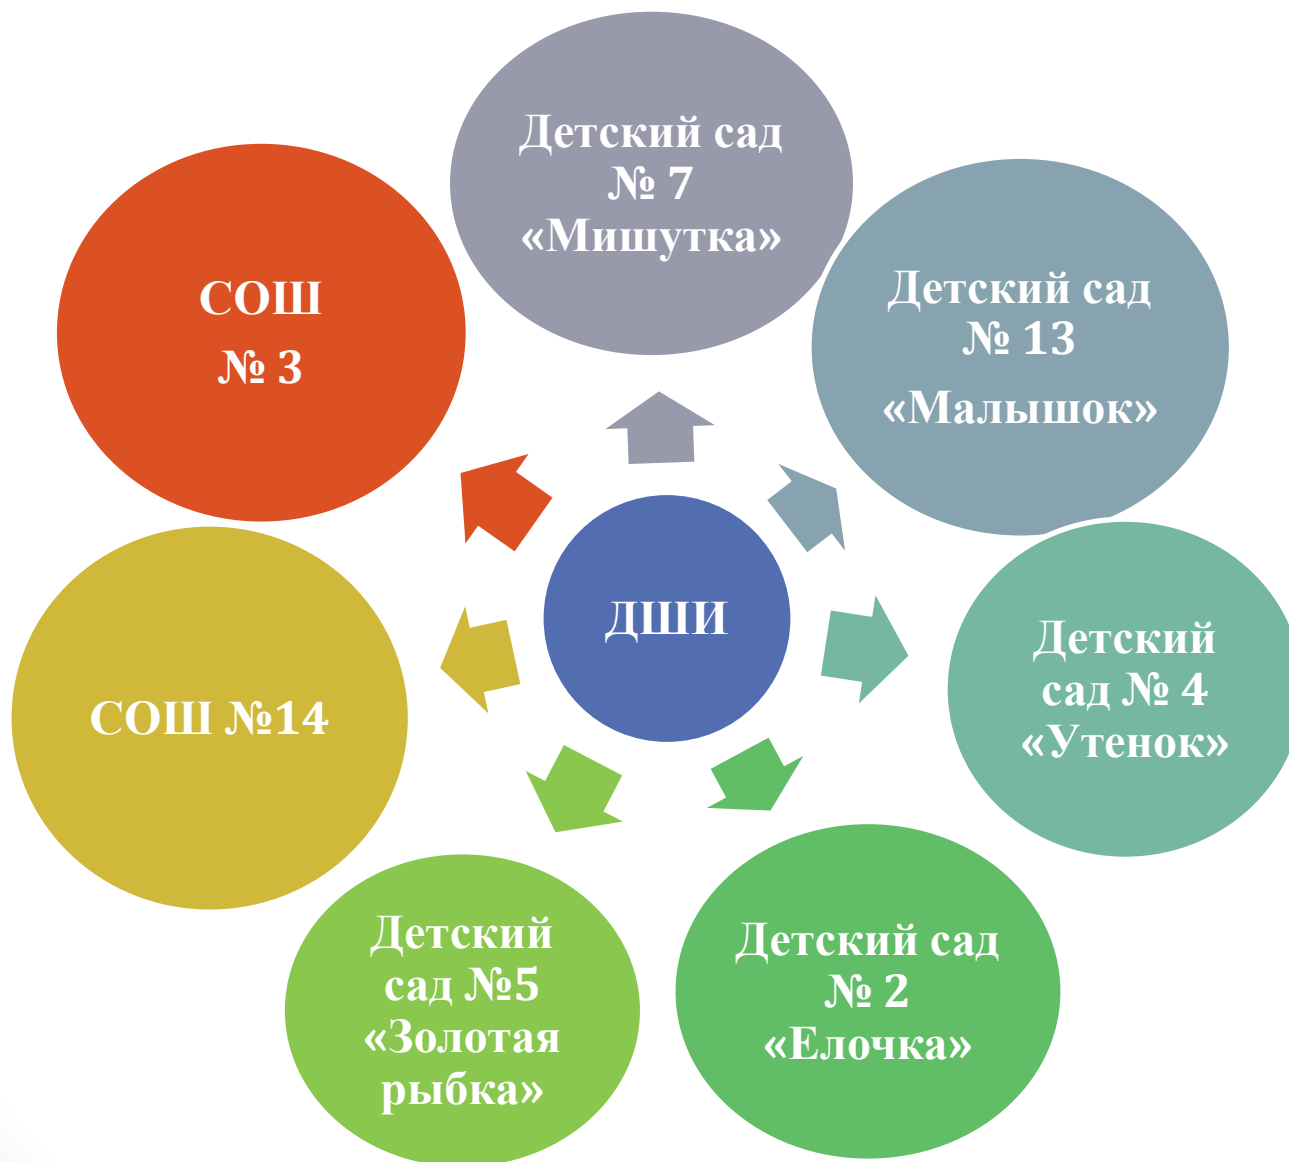 Детский сад
№ 7
«Мишутка»
Детский сад
№ 13
«Малышок»
Детский
сад № 4
«Утенок»
Детский сад
№ 2
«Елочка»
Детский
сад №5
«Золотая
рыбка»
СОШ №14
СОШ
№ 3
ДШИ